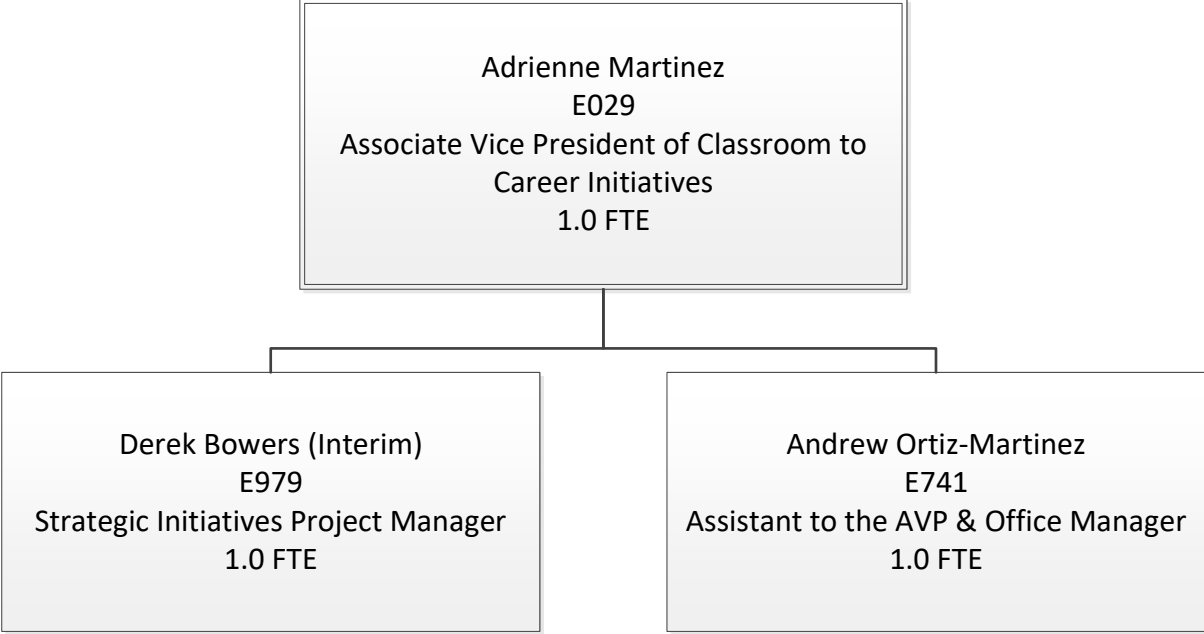 Adrienne Martinez
E029
Associate Vice President of Classroom to
Career Initiatives
1.0 FTE
Derek Bowers (Interim)
E979
Strategic Initiatives Project Manager
1.0 FTE
Andrew Ortiz-Martinez
E741
Assistant to the AVP & Office Manager
1.0 FTE